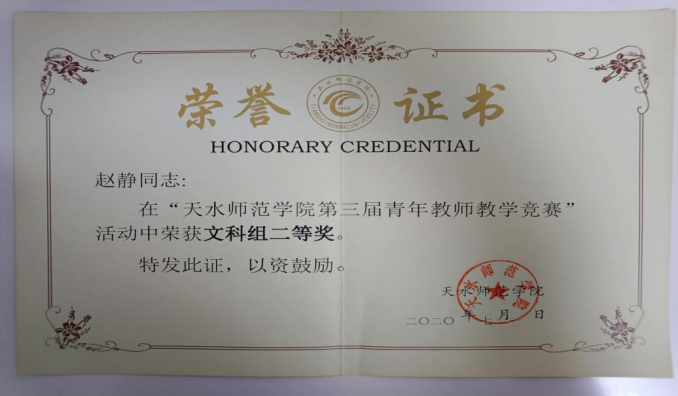 荣誉证书
HONORARY CREDENTIAL
赵静同志:
在“天水师范学院第三届青年教师教学竞赛”
活动中荣获文科组二等奖。
特发此证，以资鼓励。
天水师范学院
二〇二〇年七月 日